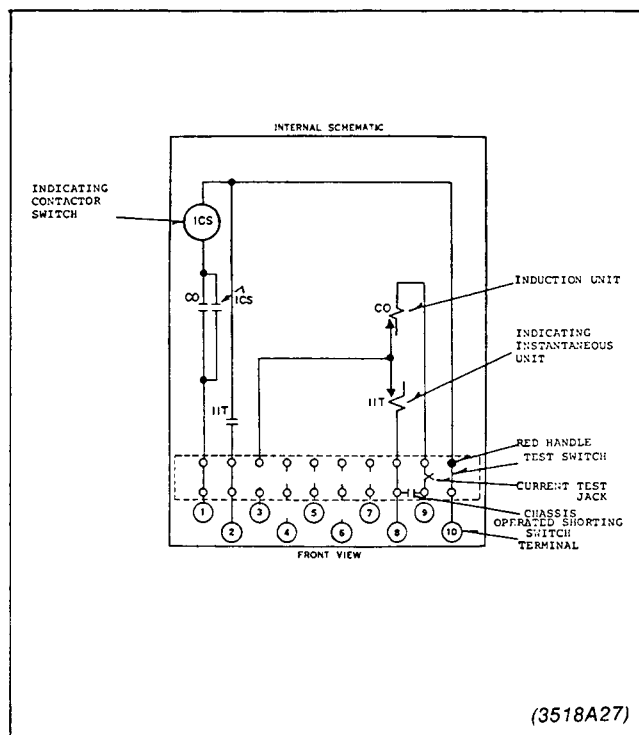 INTERNAL SCHEMATIC
INDICATING
CONTACTOR
SWITCH
ICS
CO
ICS
IIT
CO
INDUCTION UNIT
INDICATING
INSTANTANEOUS
UNIT
IIT
RED HANDLE
TEST SWITCH
CURRENT TEST
JACK
CHASSIS
OPERATED SHORTING
SWITCH
TERMINAL
1 3 5 7 9
2 4 6 8 10
FRONT VIEW
(3518A27)